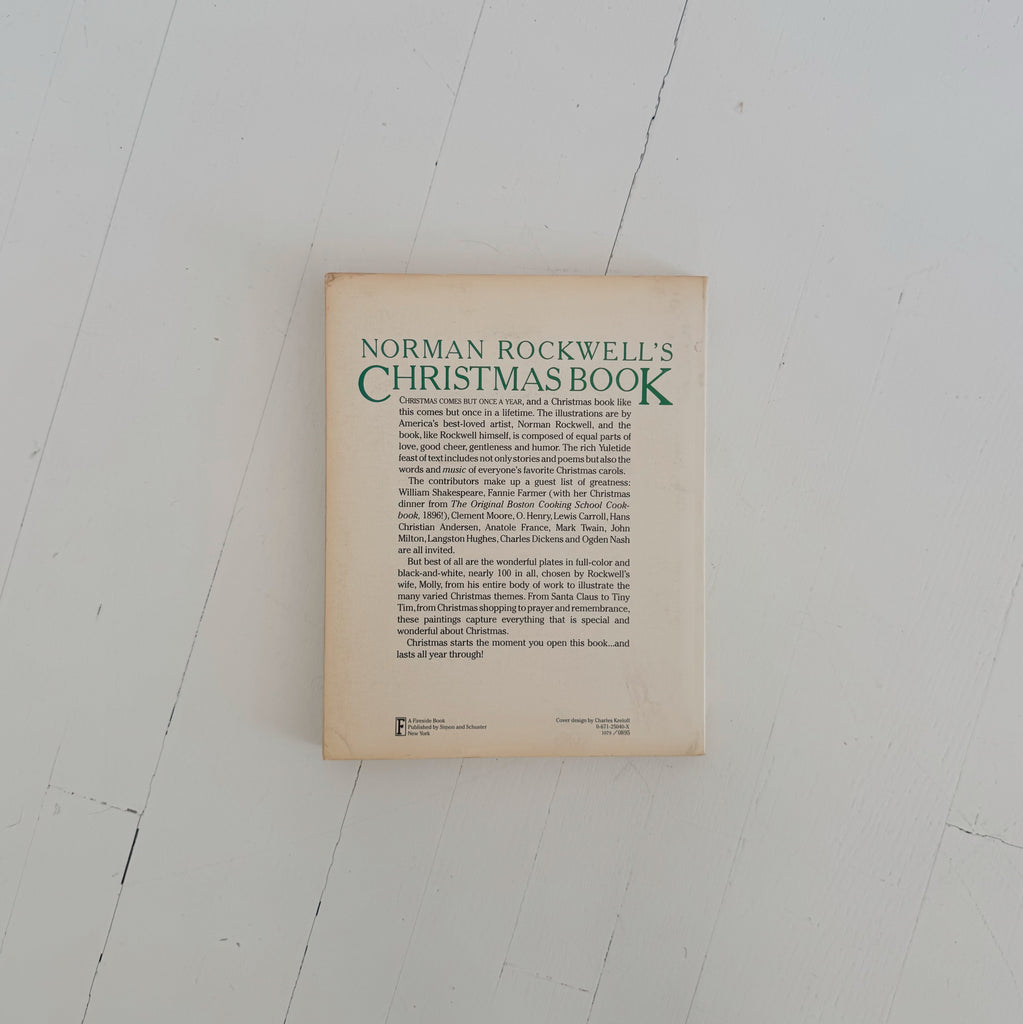 NORMAN ROCKWELL'S
CHRISTMAS BOOK
CHRISTMAS COMES BUT ONCE A YEAR, and a Christmas book like
this comes but once in a lifetime. The illustrations are by
America's best-loved artist, Norman Rockwell, and the
book, like Rockwell himself, is composed of equal parts of
love, good cheer, gentleness and humor. The rich Yuletide
feast of text includes not only stories and poems but also the
words and music of everyone's favorite Christmas carols.
The contributors make up a guest list of greatness:
William Shakespeare, Fannie Farmer (with her Christmas
dinner from The Original Boston Cooking School Cook-
book, 1896!), Clement Moore, O. Henry, Lewis Carroll, Hans
Christian Andersen, Anatole France, Mark Twain, John
Milton, Langston Hughes, Charles Dickens and Ogden Nash
are all invited.
But best of all are the wonderful plates in full-color and
black-and-white, nearly 100 in all, chosen by Rockwell's
wife, Molly, from his entire body of work to illustrate the
many varied Christmas themes. From Santa Claus to Tiny
Tim, from Christmas shopping to prayer and remembrance,
these paintings capture everything that is special and
wonderful about Christmas.
Christmas starts the moment you open this book...and
lasts all year through!
F
A Fireside Book
Published by Simon and Schuster
New York
Cover design by Charles Kreloff
0-671-25040-X
1078 / 0895